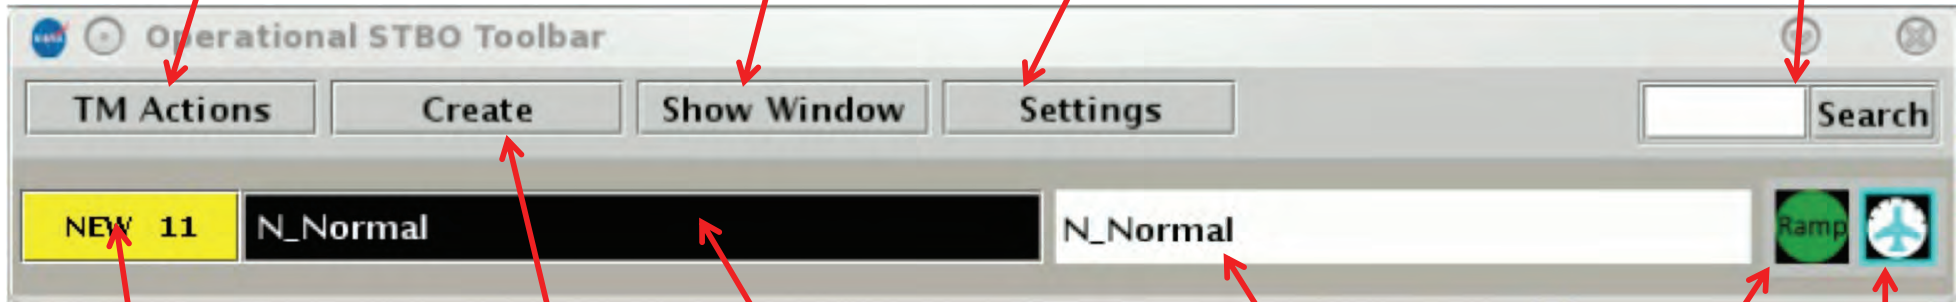 Operational STBO Toolbar
TM Actions Create Show Window Settings Search
NEW 11 N_Normal N_Normal Ramp